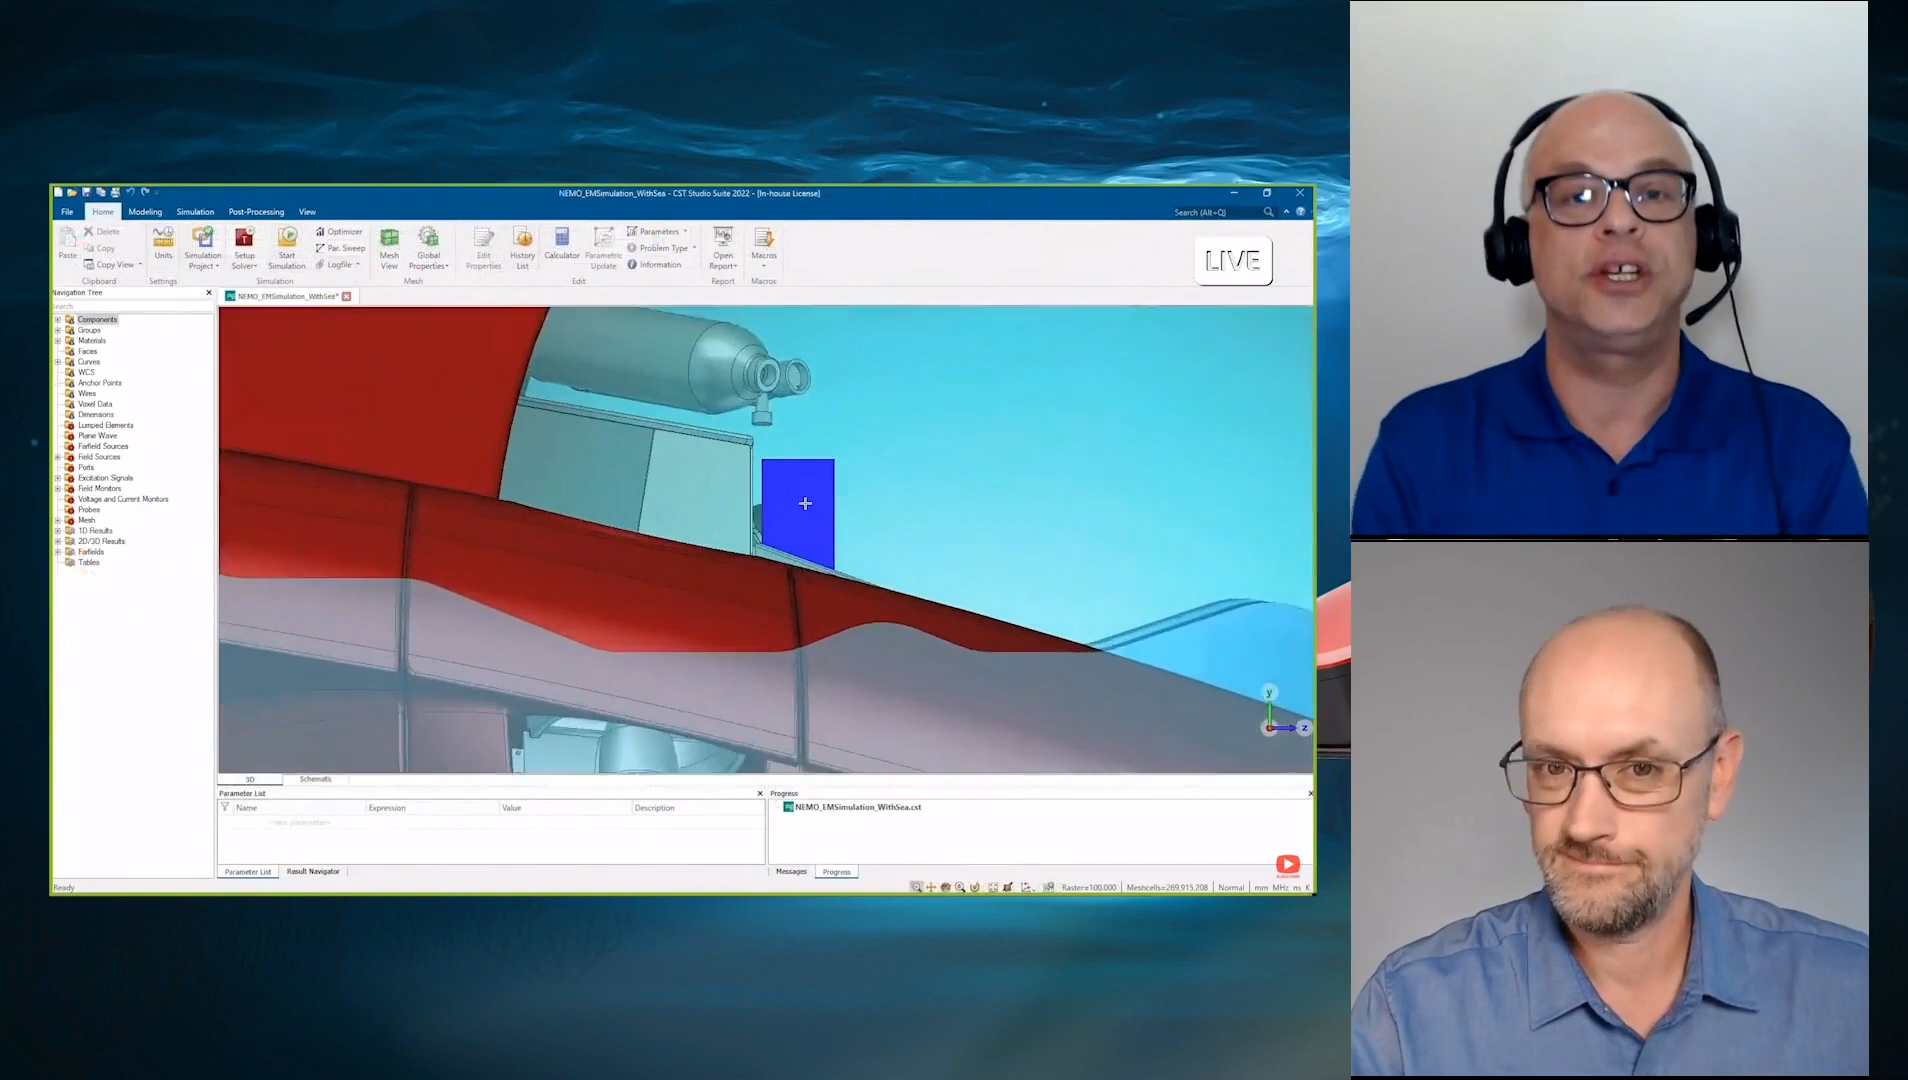 NEMO_EMSimulation_WithSea - CST Studio Suite 2022 - [In-house License]
File Home Modeling Simulation Post-Processing View
Search (Alt+Q)
Paste
Delete
Copy
Copy View
Clipboard
Units
Settings
Simulation Project
Setup Solver
Start Simulation
Optimizer
Par. Sweep
Logfile
Simulation
Mesh View
Global Properties
Mesh
Edit Properties
History List
Calculator
Parametric Update
Parameters
Problem Type
Information
Edit
Open Report
Report
Macros
Macros
LIVE
Navigation Tree
NEMO_EMSimulation_WithSea*
Search
Components
Groups
Materials
Faces
Curves
WCS
Anchor Points
Wires
Voxel Data
Dimensions
Lumped Elements
Plane Wave
Farfield Sources
Field Sources
Ports
Excitation Signals
Field Monitors
Voltage and Current Monitors
Probes
Mesh
1D Results
2D/3D Results
Farfields
Tables
y
z
3D Schematic
Parameter List
Name Expression Value Description
<new parameter>
Parameter List Result Navigator
Progress
NEMO_EMSimulation_WithSea.cst
Messages Progress
SUBSCRIBE
Ready
Raster=100.000 Meshcells=269,915,208 Normal mm MHz ns K